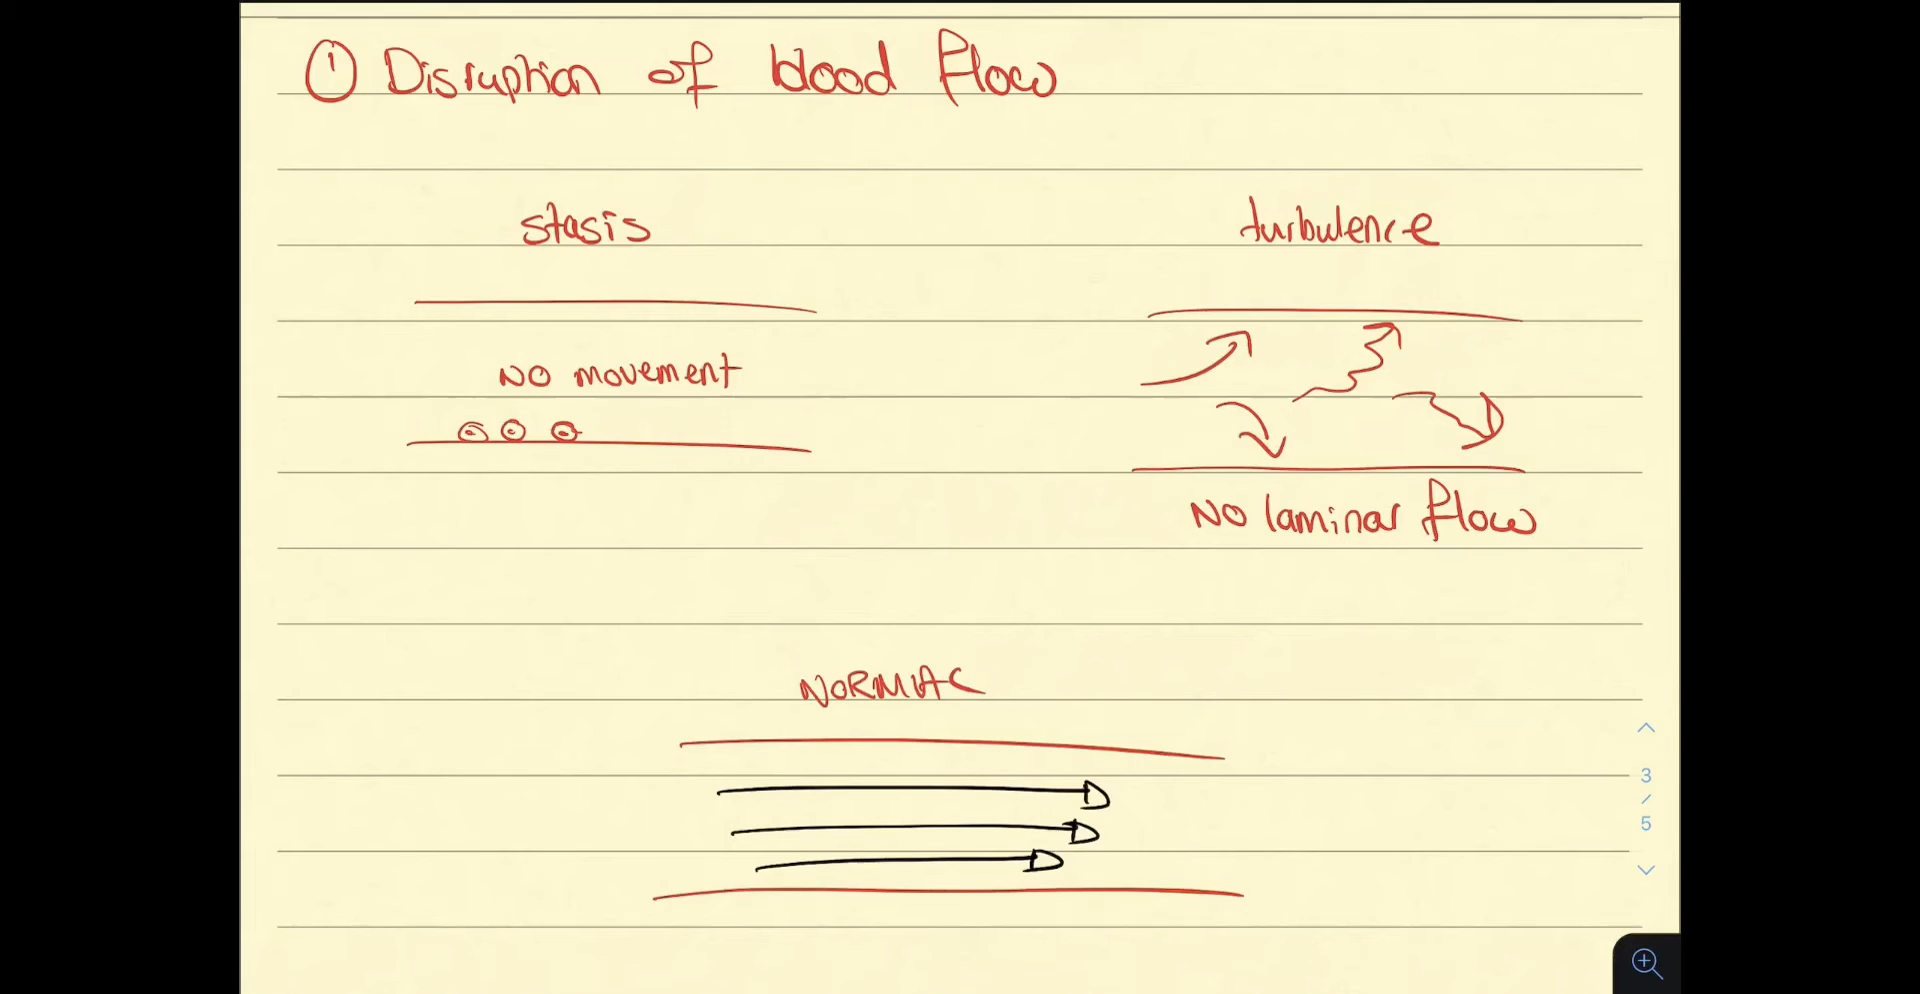 ① Disruption of blood flow
stasis
turbulence
NO movement
NO laminar flow
NORMAL
3
/
5